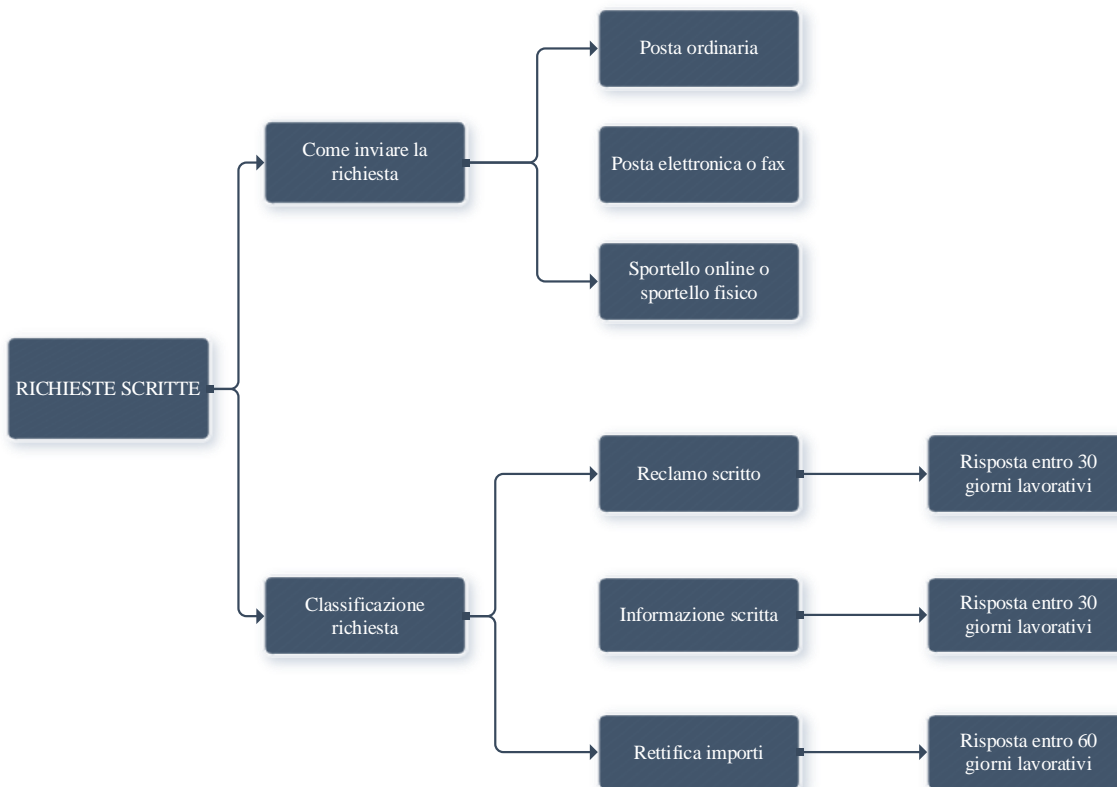 Posta ordinaria
Come inviare la
richiesta
Posta elettronica o fax
Sportello online o
sportello fisico
RICHIESTE SCRITTE
Reclamo scritto
Risposta entro 30
giorni lavorativi
Classificazione
richiesta
Informazione scritta
Risposta entro 30
giorni lavorativi
Rettifica importi
Risposta entro 60
giorni lavorativi